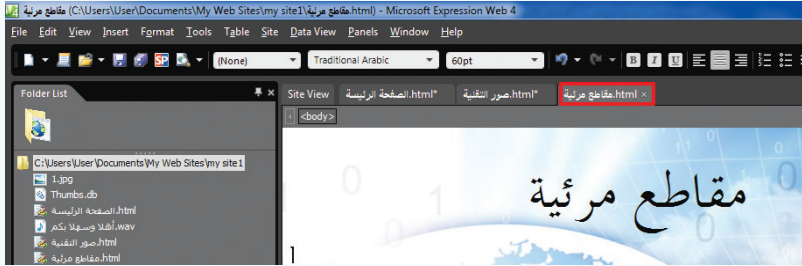 مقاطع مرئية (C:\Users\User\Documents\My Web Sites\my site1\مقاطع مرئية.html) - Microsoft Expression Web 4
File Edit View Insert Format Tools Table Site Data View Panels Window Help
(None) Traditional Arabic 60pt B I U
Folder List
Site View الصفحة الرئيسة.html* صور التقنية.html* مقاطع مرئية.html ×
<body>
C:\Users\User\Documents\My Web Sites\my site1
1.jpg
Thumbs.db
الصفحة الرئيسة.html
أهلا وسهلا بكم.wav
صور التقنية.html
مقاطع مرئية.html
مقاطع مرئية